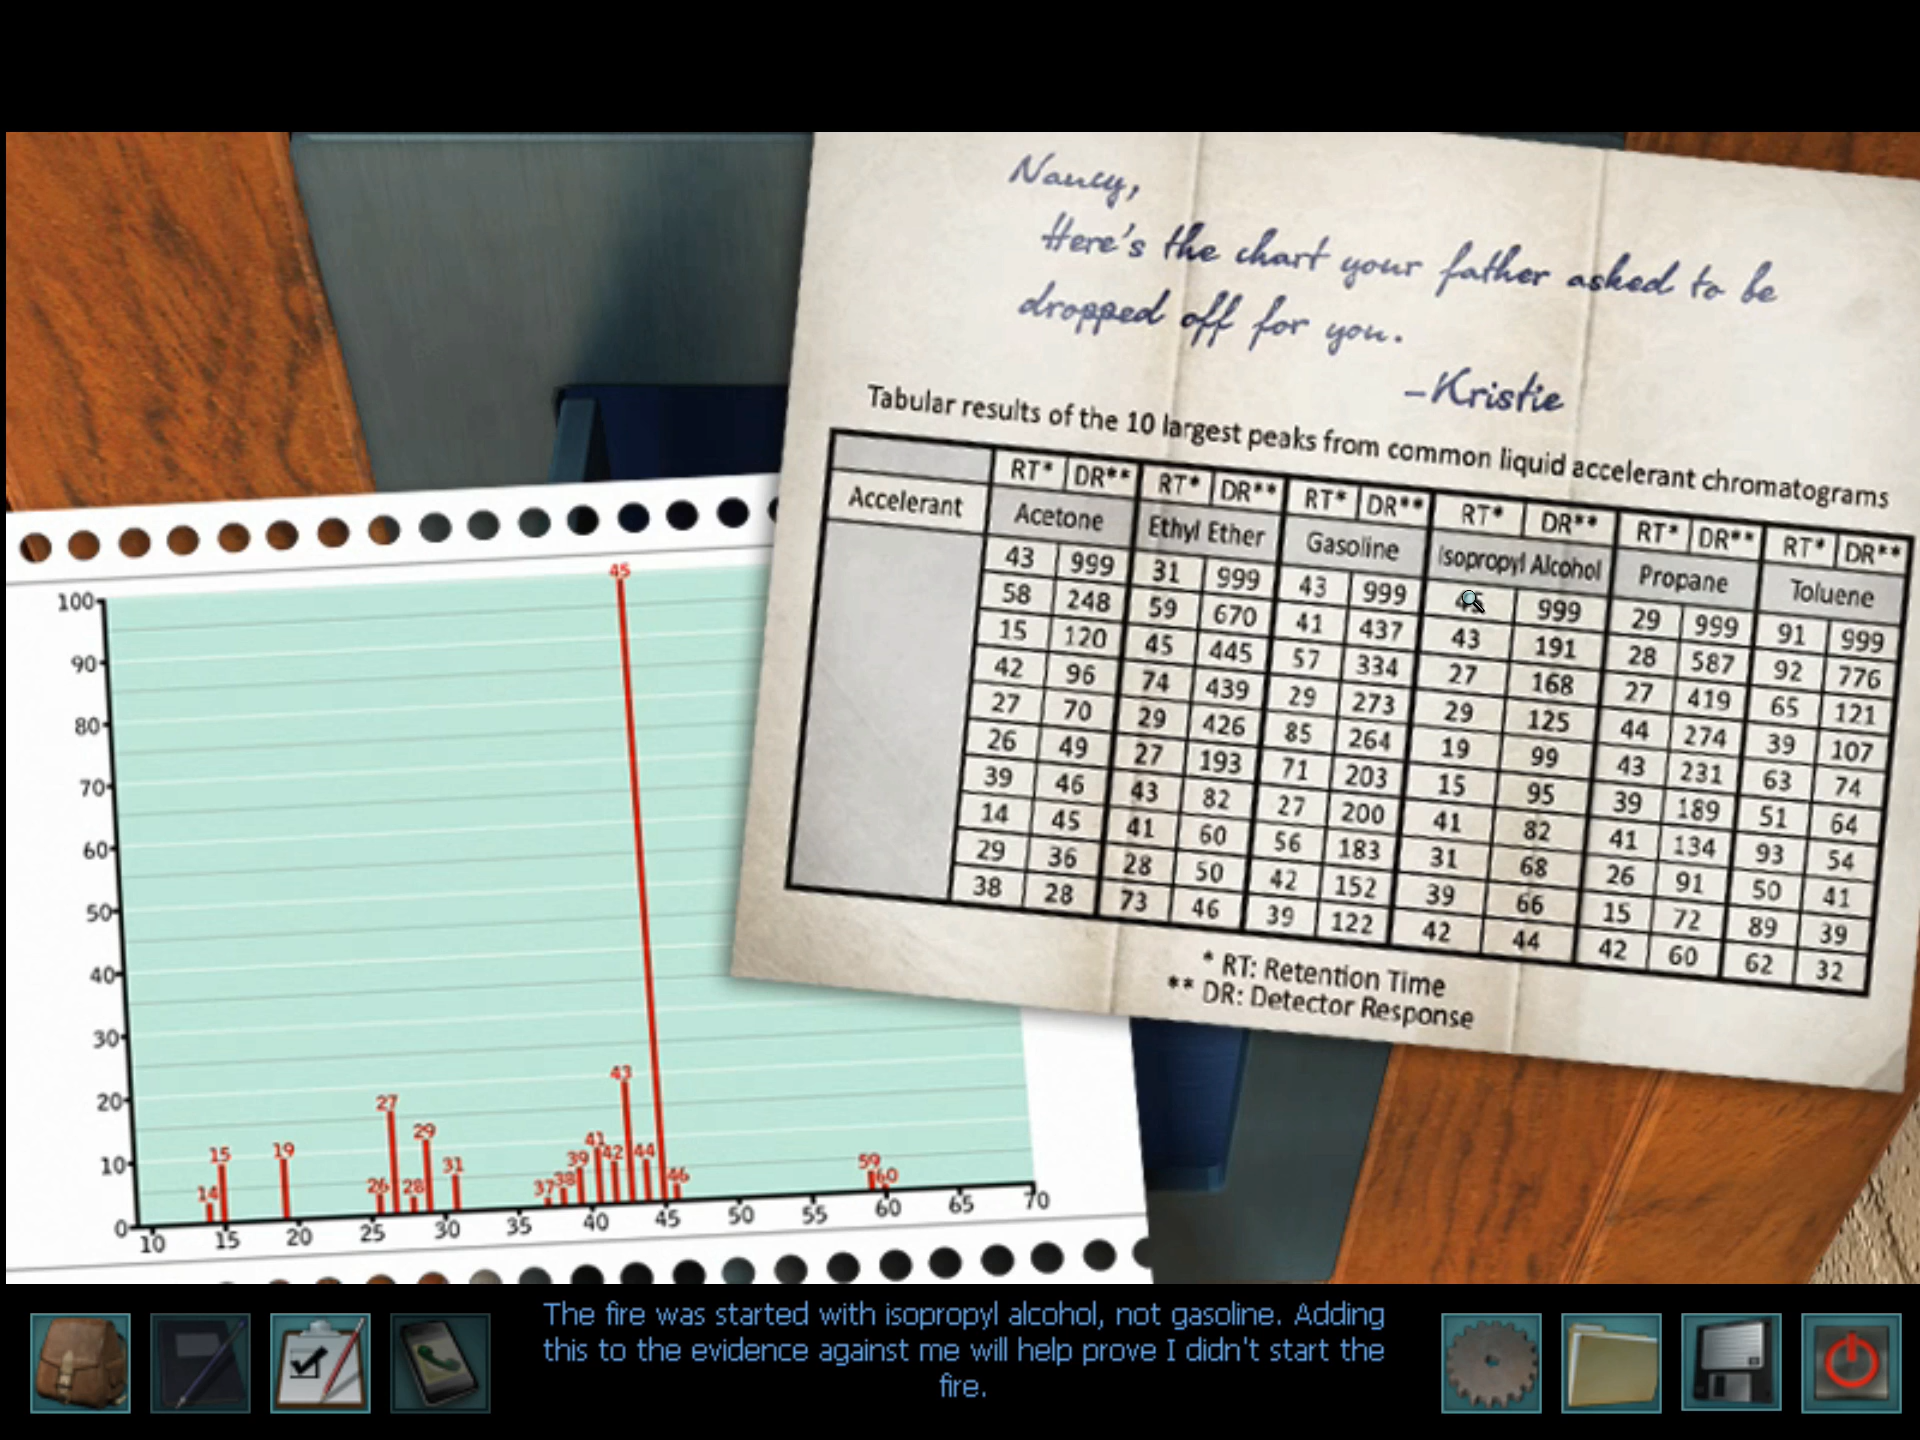 Nancy,
Here's the chart your father asked to be
dropped off for you.
-Kristie
Tabular results of the 10 largest peaks from common liquid accelerant chromatograms
RT* DR** RT* DR** RT* DR** RT* DR** RT* DR** RT* DR**
Accelerant Acetone Ethyl Ether Gasoline Isopropyl Alcohol Propane Toluene
43 999 31 999 43 999 999 29 999 91 999
58 248 59 670 41 437 43 191 28 587 92 776
15 120 45 445 57 334 27 168 27 419 65 121
42 96 74 439 29 273 29 125 44 274 39 107
27 70 29 426 85 264 19 99 43 231 63 74
26 49 27 193 71 203 15 95 39 189 51 64
39 46 43 82 27 200 41 82 41 134 93 54
14 45 41 60 56 183 31 68 26 91 50 41
29 36 28 50 42 152 39 66 15 72 89 39
38 28 73 46 39 122 42 44 42 60 62 32
* RT: Retention Time
** DR: Detector Response
100
90
80
70
60
50
40
30
20
10
0
45
43
27
29
15 19 31 41
39 42 44 59
14 26 28 37 38 46 60
10 15 20 25 30 35 40 45 50 55 60 65 70
The fire was started with isopropyl alcohol, not gasoline. Adding
this to the evidence against me will help prove I didn't start the
fire.